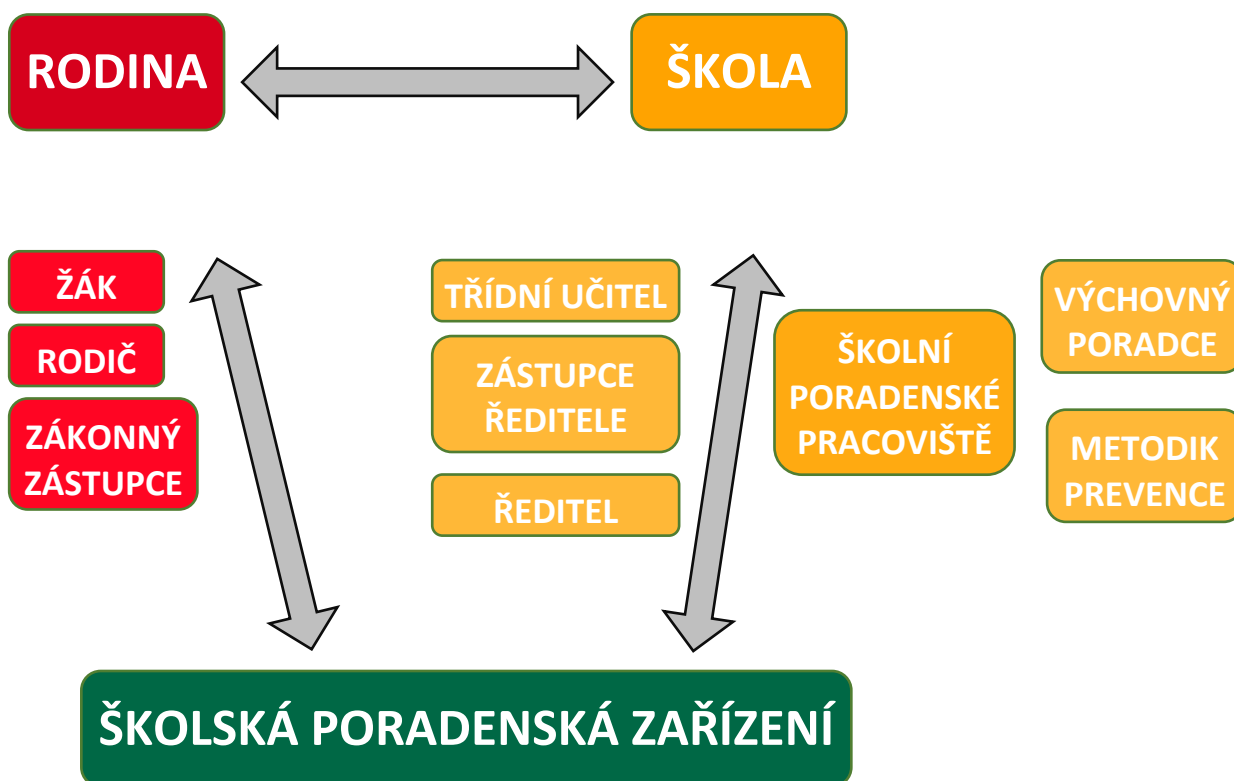 RODINA
ŠKOLA
ŽÁK
RODIČ
ZÁKONNÝ
ZÁSTUPCE
TŘÍDNÍ UČITEL
ZÁSTUPCE
ŘEDITELE
ŘEDITEL
ŠKOLNÍ
PORADENSKÉ
PRACOVIŠTĚ
VÝCHOVNÝ
PORADCE
METODIK
PREVENCE
ŠKOLSKÁ PORADENSKÁ ZAŘÍZENÍ